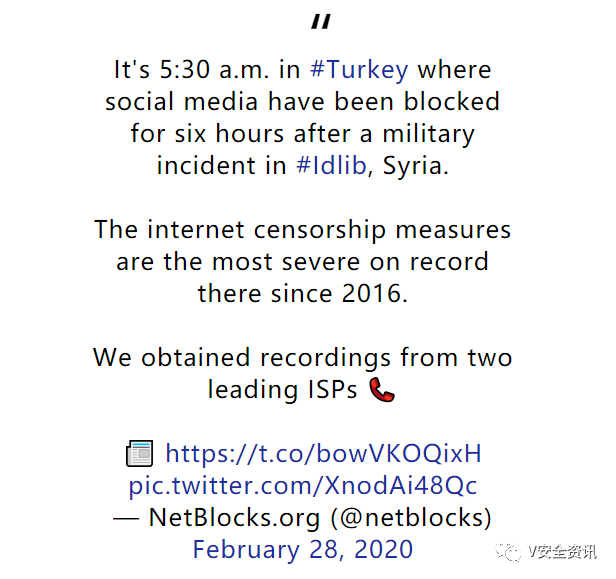 "
It's 5:30 a.m. in #Turkey where
social media have been blocked
for six hours after a military
incident in #Idlib, Syria.
The internet censorship measures
are the most severe on record
there since 2016.
We obtained recordings from two
leading ISPs 📞
📰 https://t.co/bowVKOQixH
pic.twitter.com/XnodAi48Qc
— NetBlocks.org (@netblocks)
February 28, 2020
V安全资讯